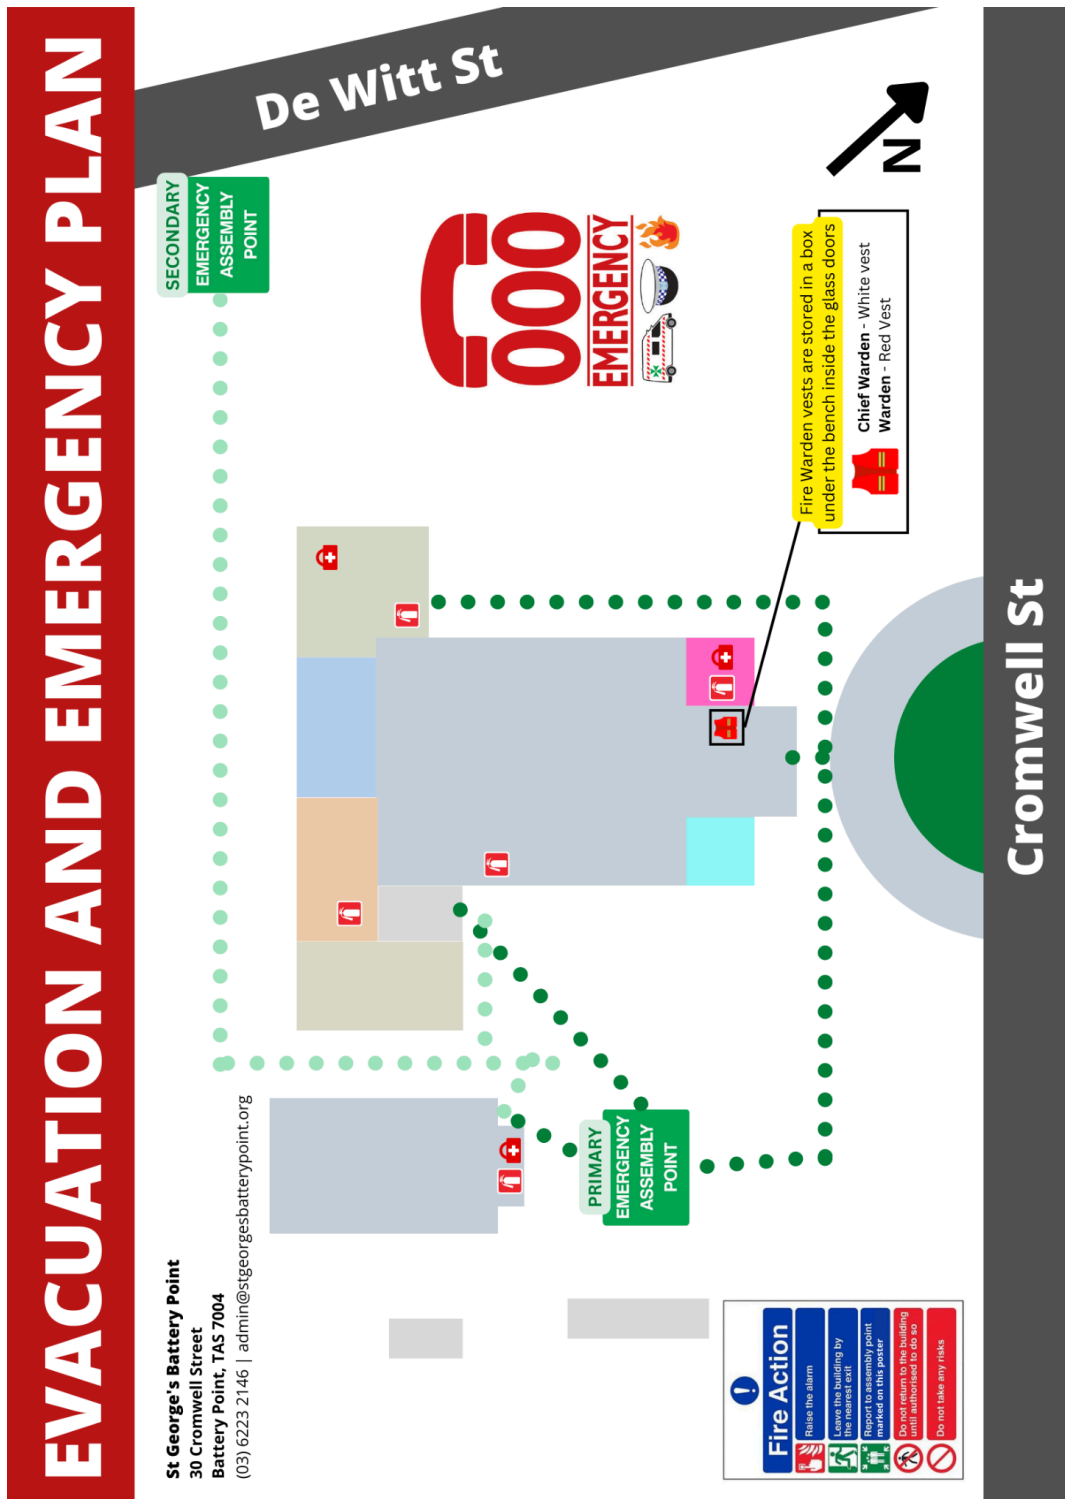 EVACUATION AND EMERGENCY PLAN
De Witt St
SECONDARY
EMERGENCY
ASSEMBLY
POINT
000
EMERGENCY
N
Fire Warden vests are stored in a box
under the bench inside the glass doors
Chief Warden - White vest
Warden - Red Vest
Cromwell St
PRIMARY
EMERGENCY
ASSEMBLY
POINT
St George's Battery Point
30 Cromwell Street
Battery Point, TAS 7004
(03) 6223 2146 | admin@stgeorgesbatterypoint.org
Fire Action
Raise the alarm
Leave the building by
the nearest exit
Report to assembly point
marked on this poster
Do not return to the building
until authorised to do so
Do not take any risks